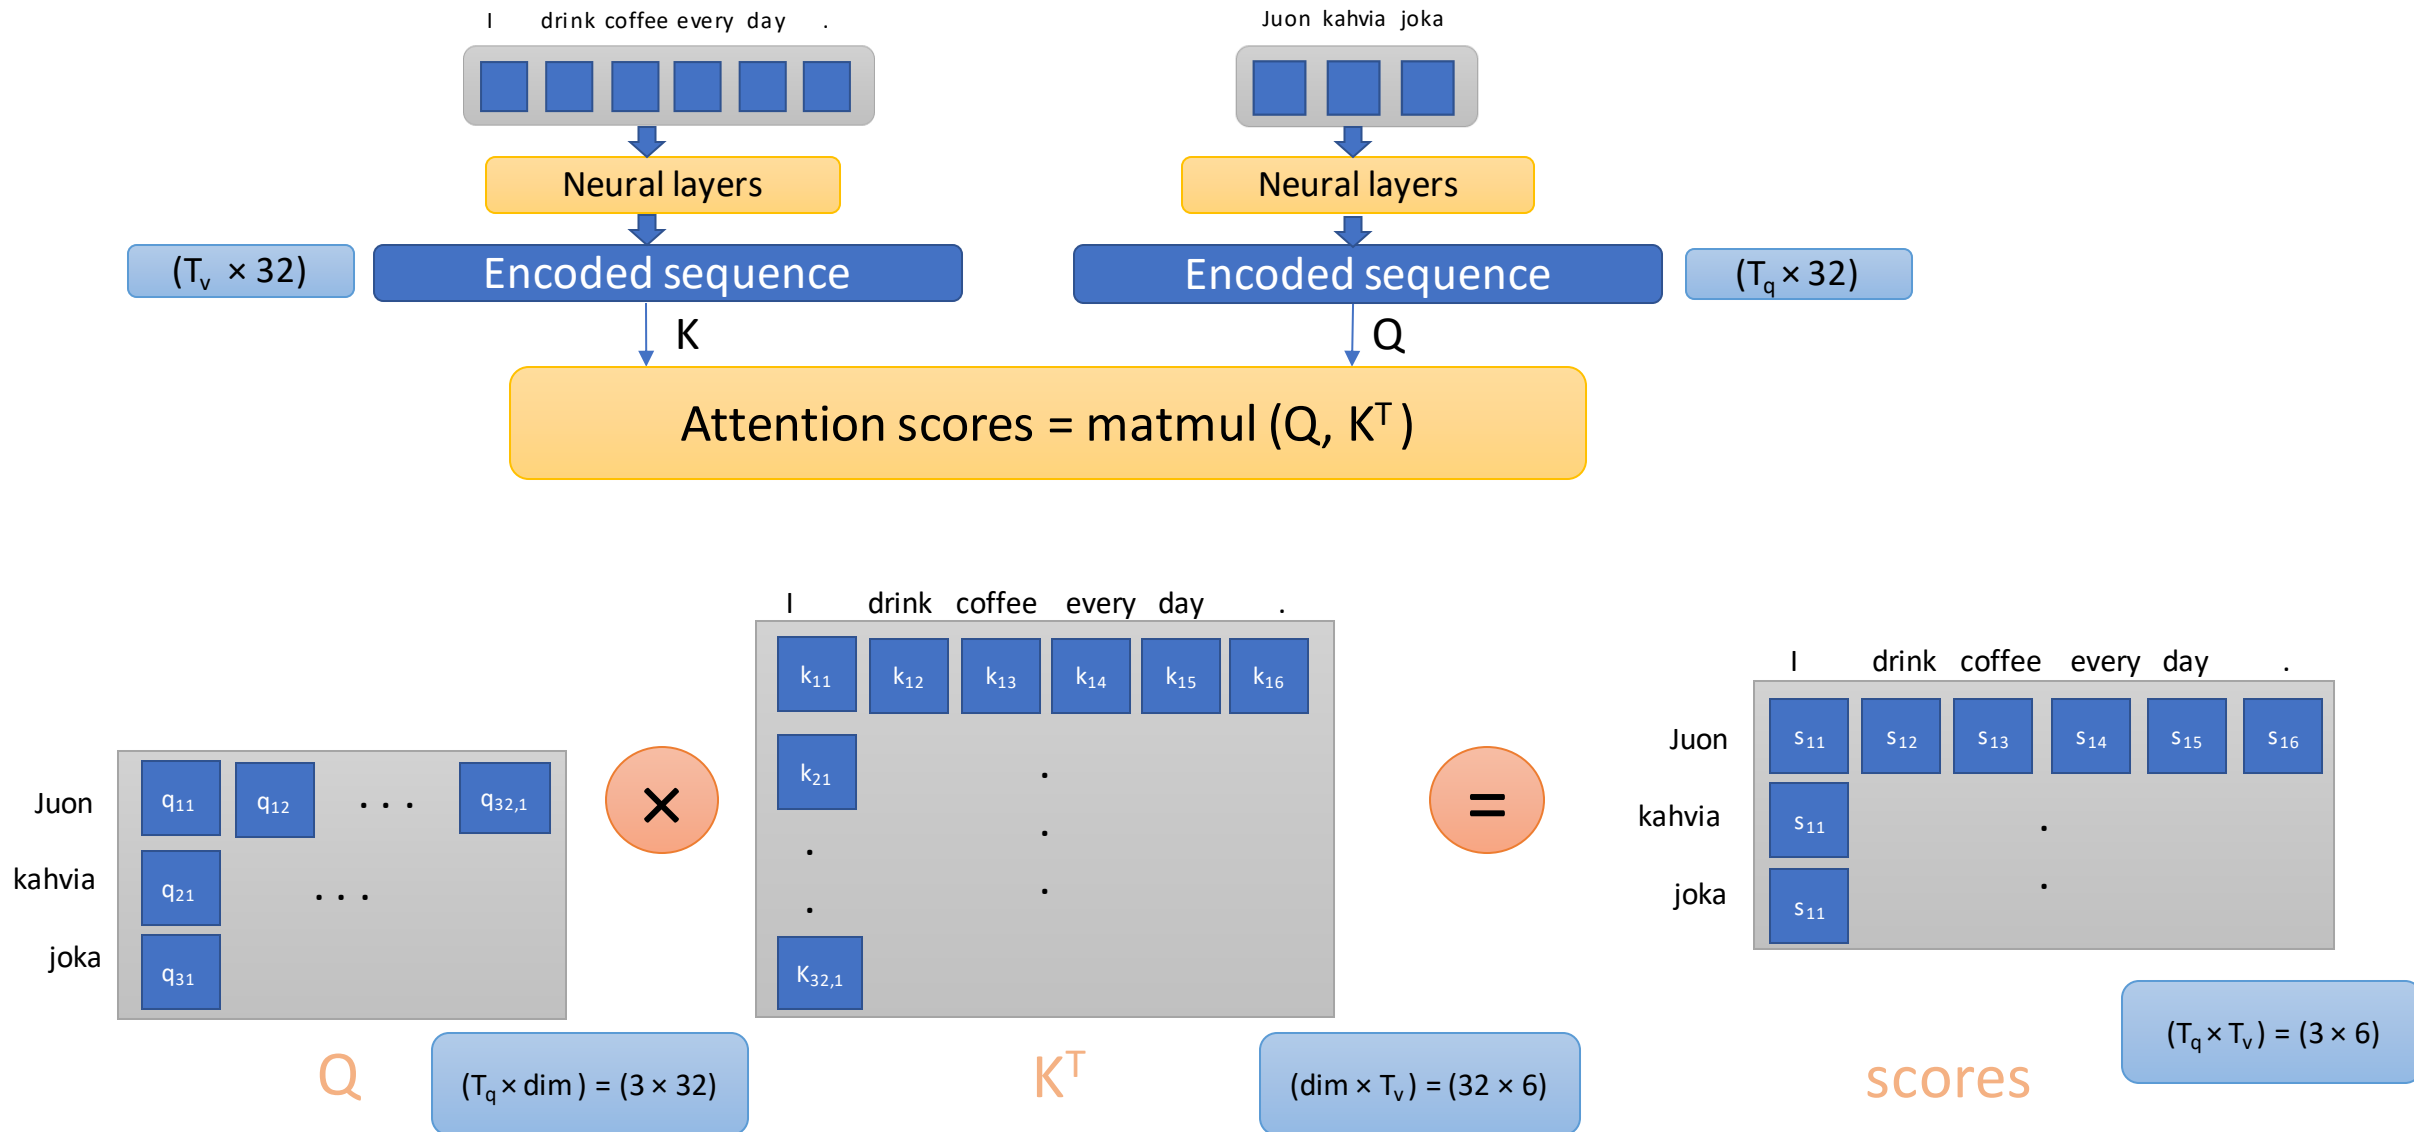 I drink coffee every day .
Juon kahvia joka
Neural layers
Neural layers
(Tv × 32)
Encoded sequence
Encoded sequence
(Tq × 32)
K
Q
Attention scores = matmul (Q, K^T )
I drink coffee every day .
k11 k12 k13 k14 k15 k16
k21 .
.
. .
.
K32,1
Juon q11 q12 . . . q32,1
kahvia q21 . . .
joka q31
×
=
I drink coffee every day .
Juon s11 s12 s13 s14 s15 s16
kahvia s11 .
joka s11 .
Q
(Tq × dim ) = (3 × 32)
K^T
(dim × Tv ) = (32 × 6)
scores
(Tq × Tv ) = (3 × 6)